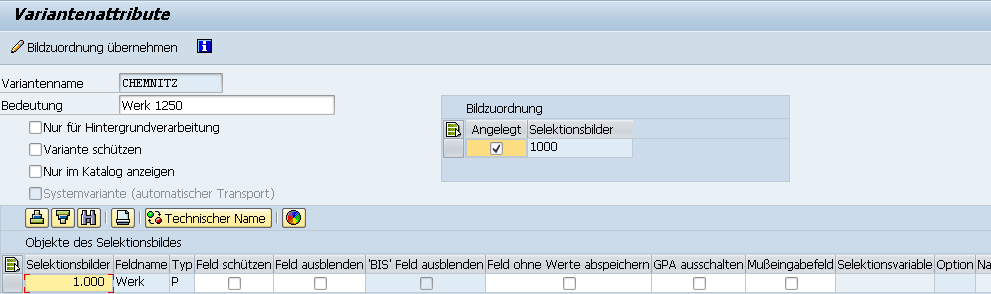 Variantenattribute
Bildzuordnung übernehmen
Variantenname CHEMNITZ
Bedeutung Werk 1250
Nur für Hintergrundverarbeitung
Variante schützen
Nur im Katalog anzeigen
Systemvariante (automatischer Transport)
Bildzuordnung
Angelegt Selektionsbilder
1000
Technischer Name
Objekte des Selektionsbildes
Selektionsbilder Feldname Typ Feld schützen Feld ausblenden 'BIS' Feld ausblenden Feld ohne Werte abspeichern GPA ausschalten Mußeingabefeld Selektionsvariable Option Na
1.000 Werk P